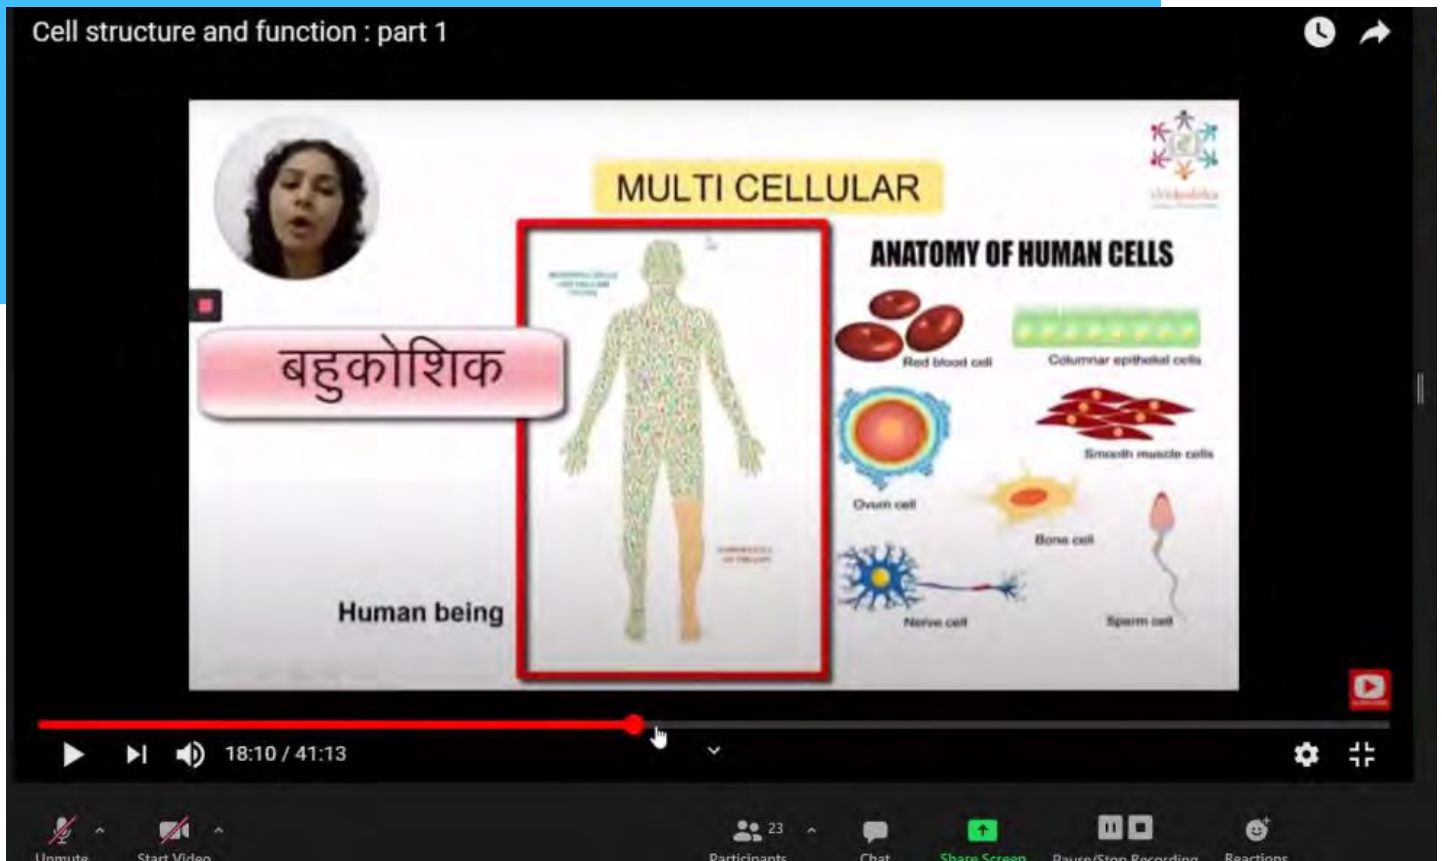 Cell structure and function : part 1
MULTI CELLULAR
ANATOMY OF HUMAN CELLS
बहुकोशिक
Red blood cell
Columnar epithelial cells
Smooth muscle cells
Ovum cell
Bone cell
Nerve cell
Sperm cell
Human being
18:10 / 41:13
23
Unmute
Start Video
Participants
Chat
Share Screen
Pause/Stop Recording
Reactions